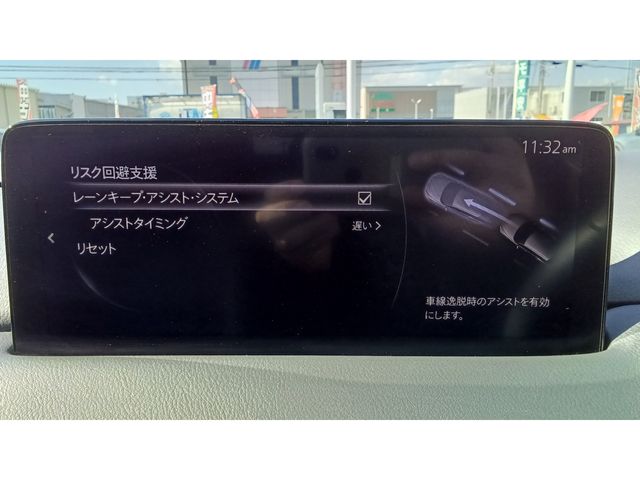 11:32 am
リスク回避支援
レーンキープ・アシスト・システム
アシストタイミング 遅い
リセット
車線逸脱時のアシストを有効
にします。